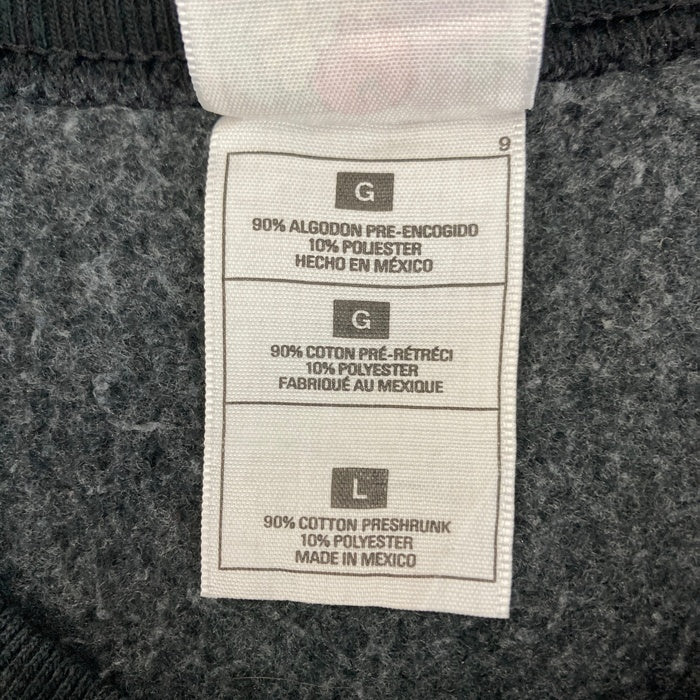 9
G
90% ALGODON PRE-ENCOGIDO
10% POLIESTER
HECHO EN MÉXICO
G
90% COTON PRÉ-RÉTRÉCI
10% POLYESTER
FABRIQUÉ AU MEXIQUE
L
90% COTTON PRESHRUNK
10% POLYESTER
MADE IN MEXICO